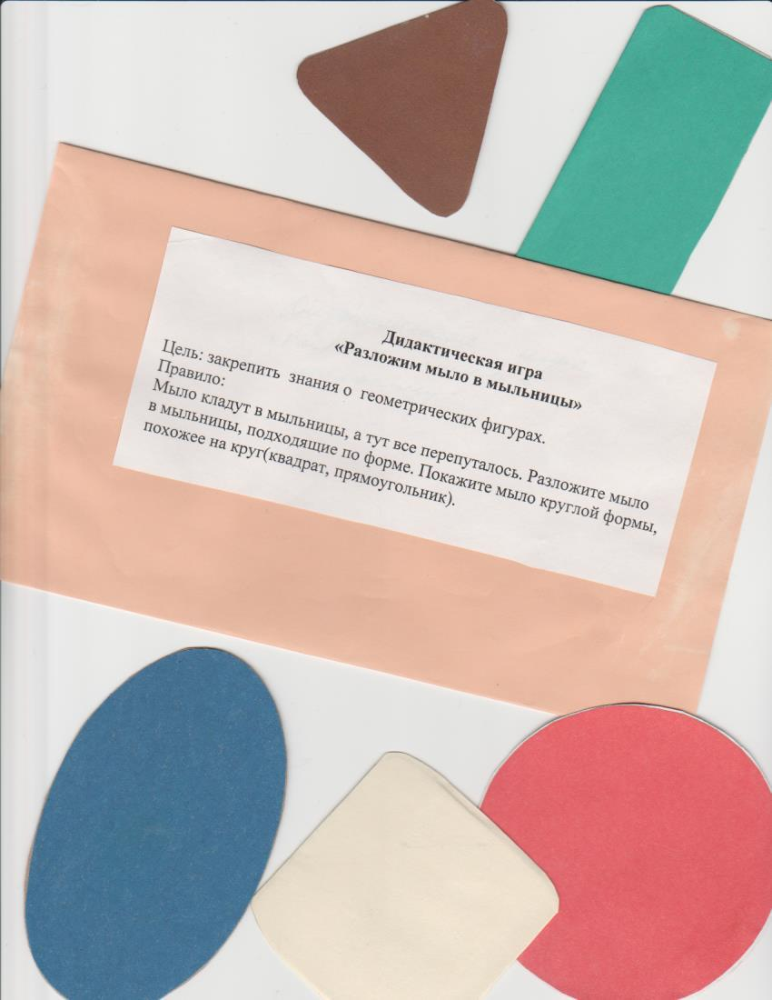 Дидактическая игра
«Разложим мыло в мыльницы»
Цель: закрепить знания о геометрических фигурах.
Правило:
Мыло кладут в мыльницы, а тут все перепуталось. Разложите мыло
в мыльницы, подходящие по форме. Покажите мыло круглой формы,
похожее на круг(квадрат, прямоугольник).